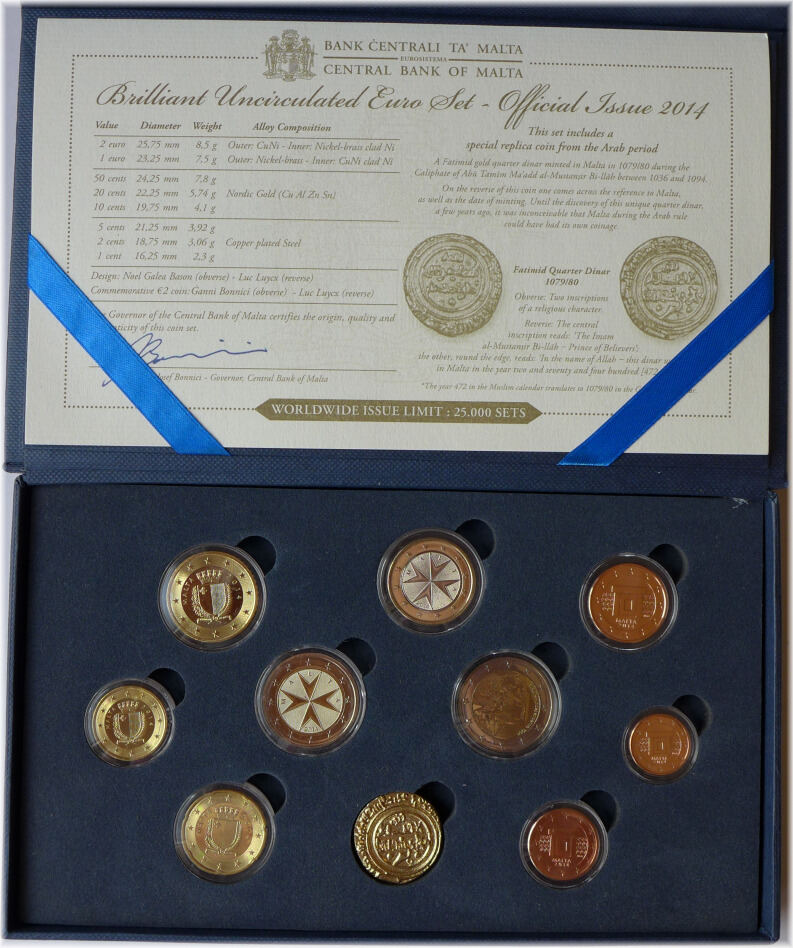 BANK ĊENTRALI TA' MALTA
EUROSISTEMA
CENTRAL BANK OF MALTA
Brilliant Uncirculated Euro Set - Official Issue 2014
Value Diameter Weight Alloy Composition
2 euro 25,75 mm 8,5 g Outer: CuNi - Inner: Nickel-brais clad Ni
1 euro 23,25 mm 7,5 g Outer: Nickel-brass - Inner: CuNi clad Ni
50 cents 24,25 mm 7,8 g
20 cents 22,25 mm 5,74 g Nordic Gold (Cu Al Zn Sn)
10 cents 19,75 mm 4,1 g
5 cents 21,25 mm 3,92 g
2 cents 18,75 mm 3,06 g Copper plated Steel
1 cent 16,25 mm 2,3 g
Design: Noel Galea Bason (obverse) - Luc Luycx (reverse)
Commemorative €2 coin: Ganni Bonnici (obverse) - Luc Luycx (reverse)
Governor of the Central Bank of Malta certifies the origin, quality and
ticity of this coin set.
Bonnici
osef Bonnici - Governor, Central Bank of Malta
This set includes a
special replica coin from the Arab period
A Fatimid gold quarter dinar minted in Malta in 1079/80 during the
Caliphate of Abū Tamīm Ma'add al-Mustanṣir Bi-llāh between 1036 and 1094.
On the reverse of this coin one comes across the reference to Malta,
as well as the date of minting. Until the discovery of this unique quarter dinar,
a few years ago, it was inconceivable that Malta during the Arab rule
could have had its own coinage.
Fatimid Quarter Dinar
1079/80
Obverse: Two inscriptions
of a religious character.
Reverse: The central
inscription reads: 'The Imam
al-Mustanṣir Bi-llāh – Prince of Believers';
the other, round the edge, reads: 'In the name of Allah – this dinar
in Malta in the year two and seventy and four hundred [472
*The year 472 in the Muslim calendar translates to 1079/80 in the
WORLDWIDE ISSUE LIMIT : 25.000 SETS
MALTA 2014
MALTA
MALTA
2014
MALTA
MALTA
2014
MALTA
2014
MALTA
2014